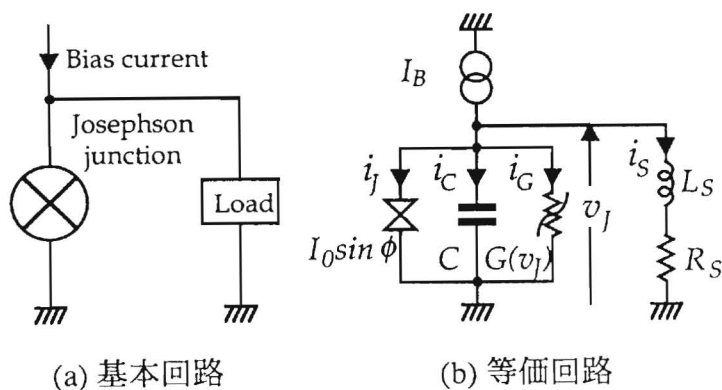 Bias current
Josephson
junction
Load
(a) 基本回路
I_B
i_J
i_C
i_G
i_S
L_S
v_J
I_0 sin ϕ
C
G(v_J)
R_S
(b) 等価回路